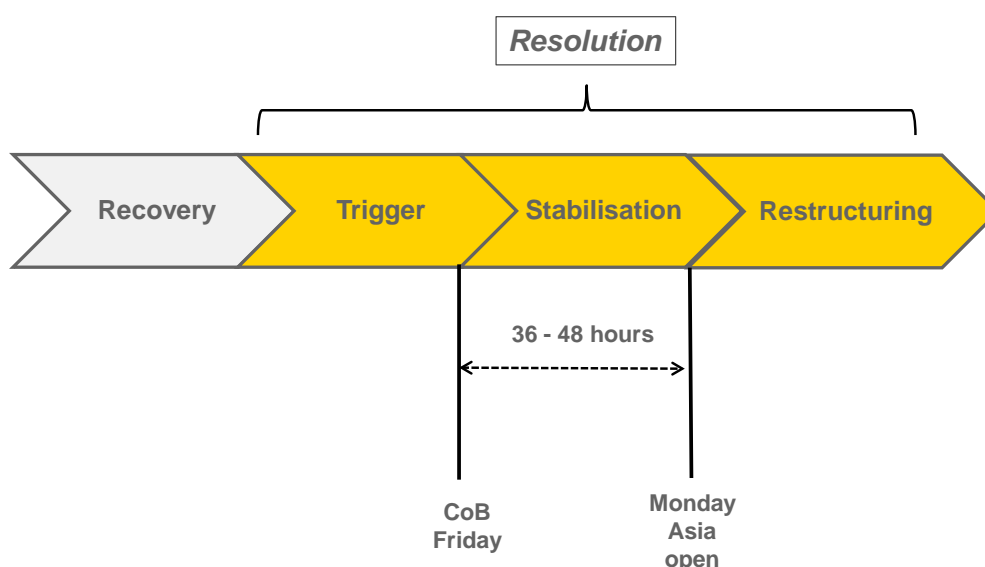 Resolution
Recovery
Trigger
Stabilisation
Restructuring
36 - 48 hours
CoB
Friday
Monday
Asia
open